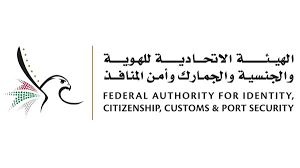 الهيئة الاتحادية للهوية
والجنسية والجمارك وأمن المنافذ
FEDERAL AUTHORITY FOR IDENTITY,
CITIZENSHIP, CUSTOMS & PORT SECURITY